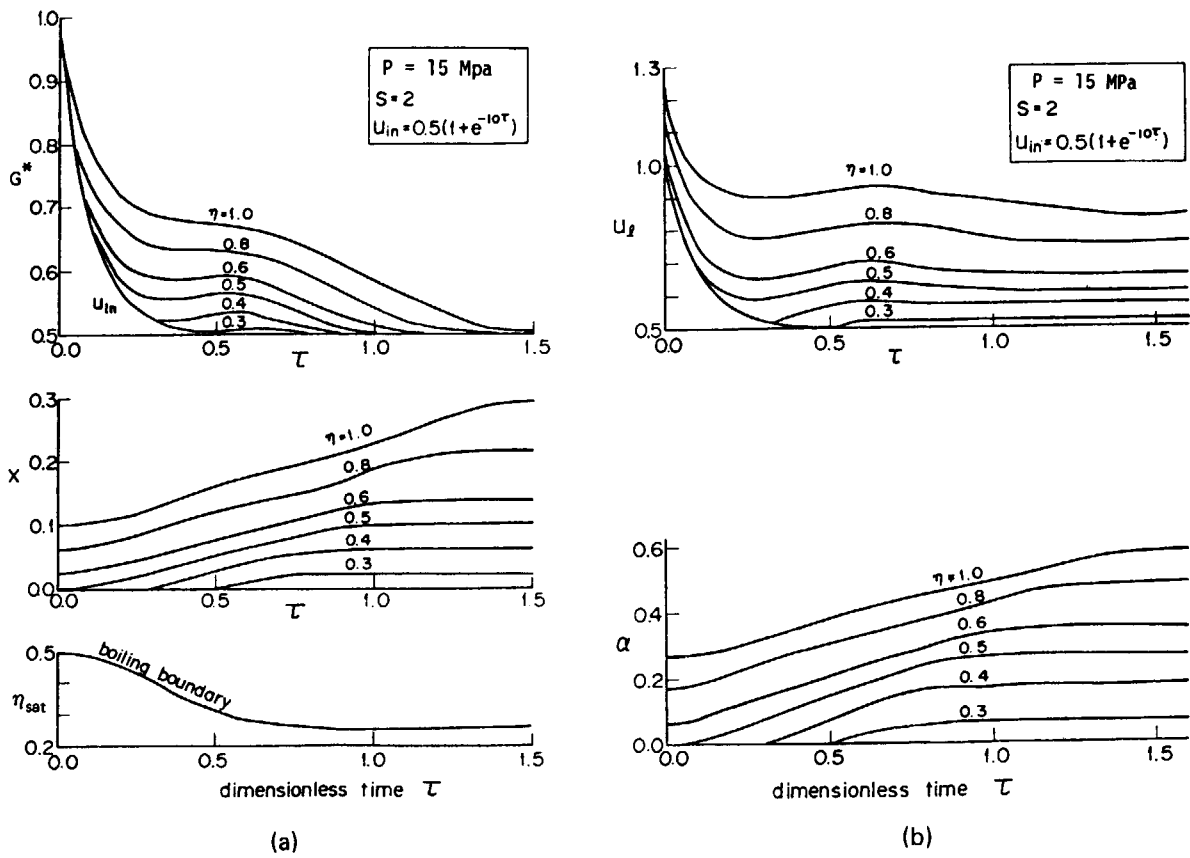 1.0
0.9
0.8
G*
0.7
0.6
0.5
P = 15 Mpa
S=2
u_in=0.5(1+e^-10τ)
η=1.0
0.8
0.6
0.5
0.4
0.3
u_in
0.0
0.5
τ
1.0
1.5
0.3
0.2
x
0.1
0.0
η=1.0
0.8
0.6
0.5
0.4
0.3
0.0
0.5
τ
1.0
1.5
0.5
η_sat
0.2
boiling boundary
0.0
0.5
1.0
1.5
dimensionless time τ
(a)
1.3
1.0
u_ℓ
0.5
P = 15 MPa
S=2
u_in=0.5(1+e^-10τ)
η=1.0
0.8
0.6
0.5
0.4
0.3
0.0
0.5
τ
1.0
1.5
0.6
0.4
α
0.2
0.0
η=1.0
0.8
0.6
0.5
0.4
0.3
0.0
0.5
1.0
1.5
dimensionless time τ
(b)